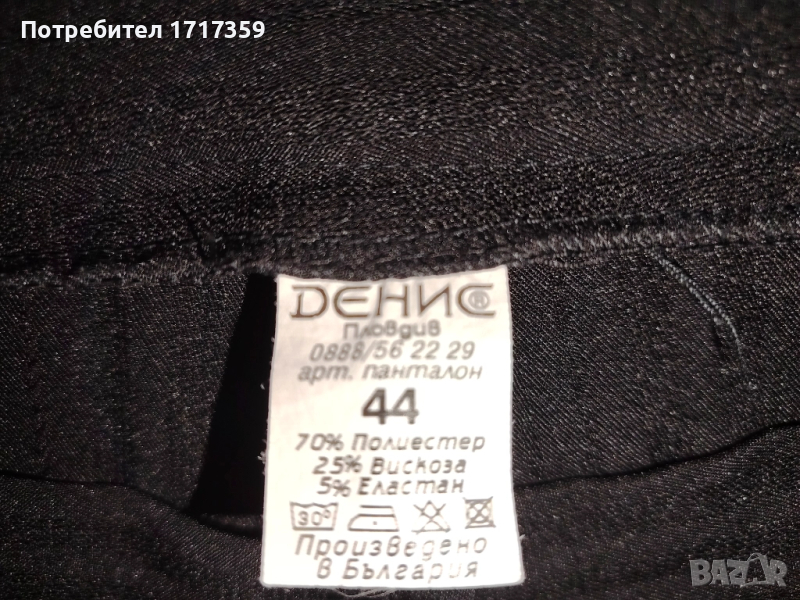 Потребител 1717359
ДЕНИС®
Пловдив
0888/56 22 29
арт. панталон
44
70% Полиестер
25% Вискоза
5% Еластан
30°
Произведено
в България
BAZAR